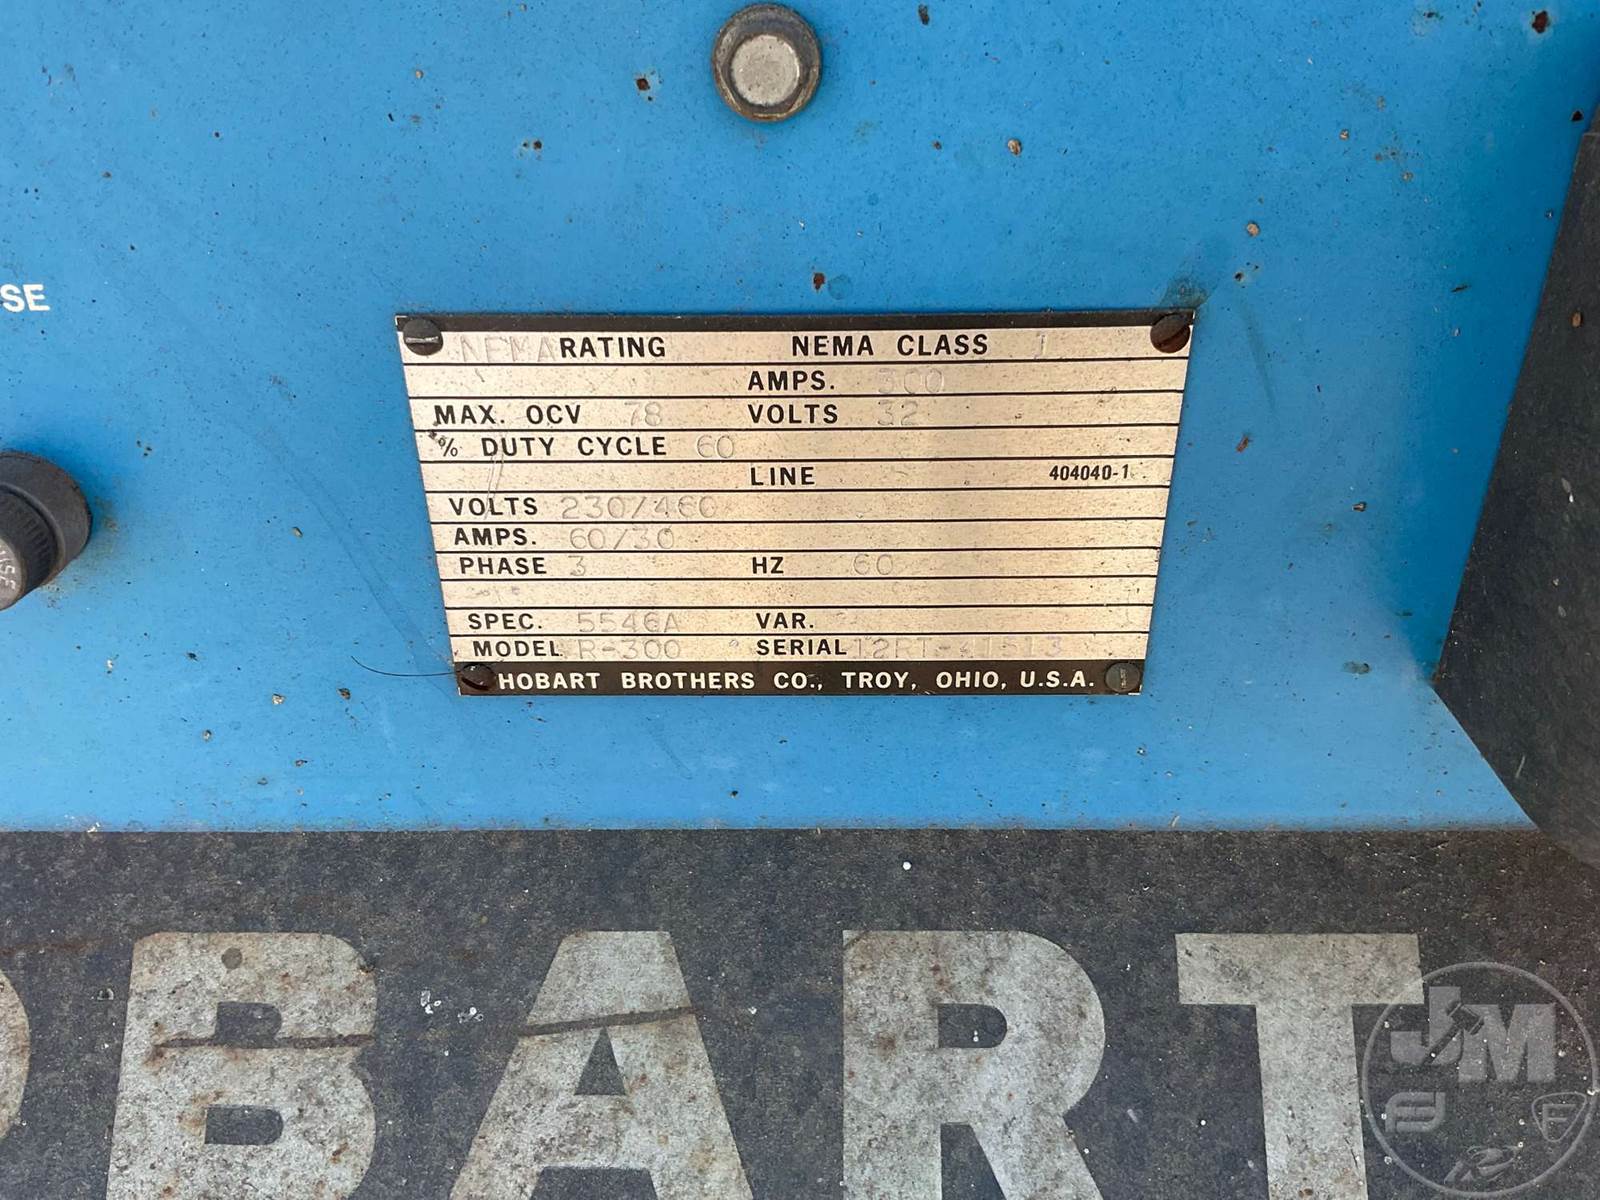 SE
NEMA RATING NEMA CLASS 1
AMPS. 300
MAX. OCV 78 VOLTS 32
% DUTY CYCLE 60
LINE 404040-1
VOLTS 230/460
AMPS. 60/30
PHASE 3 HZ 60
SPEC. 5546A VAR.
MODEL R-300 SERIAL
HOBART BROTHERS CO., TROY, OHIO, U.S.A.
BART
JM